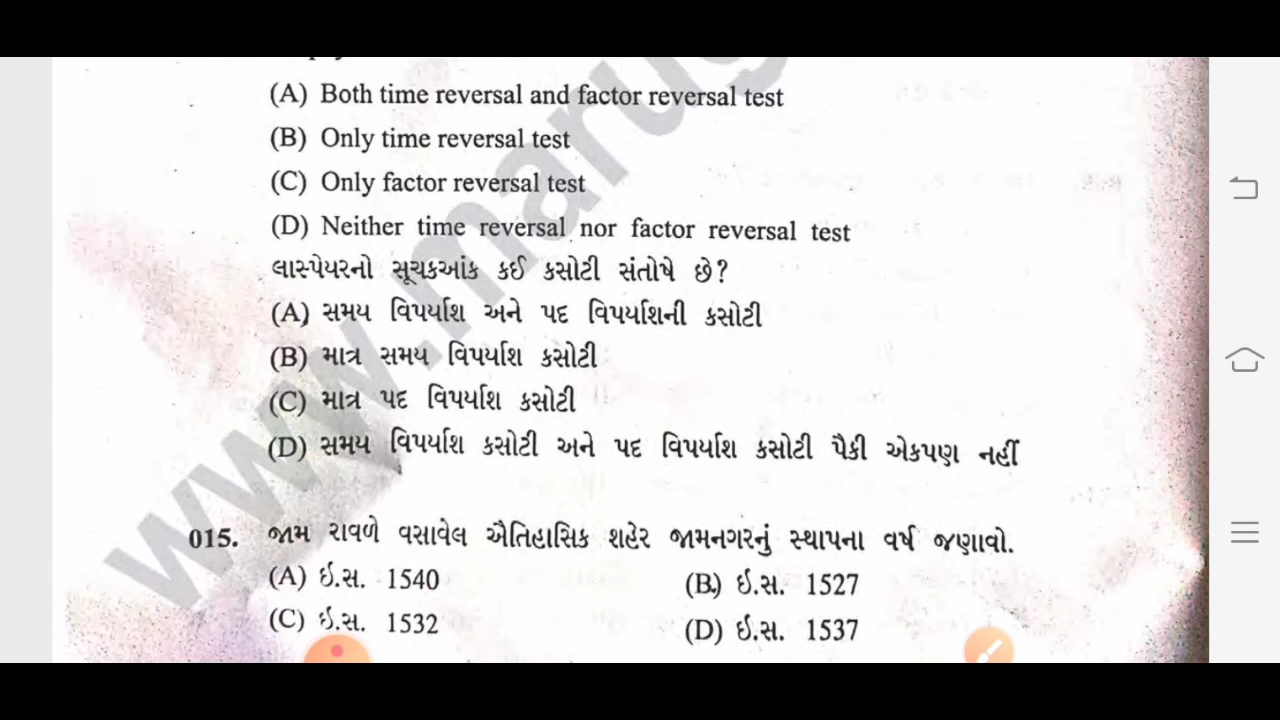 (A) Both time reversal and factor reversal test
(B) Only time reversal test
(C) Only factor reversal test
(D) Neither time reversal nor factor reversal test
લાસ્પેયરનો સૂચકઆંક કઈ કસોટી સંતોષે છે?
(A) સમય વિપર્યાશ અને પદ વિપર્યાશની કસોટી
(B) માત્ર સમય વિપર્યાશ કસોટી
(C) માત્ર પદ વિપર્યાશ કસોટી
(D) સમય વિપર્યાશ કસોટી અને પદ વિપર્યાશ કસોટી પૈકી એકપણ નહીં
015. જામ રાવળે વસાવેલ ઐતિહાસિક શહેર જામનગરનું સ્થાપના વર્ષ જણાવો.
(A) ઇ.સ. 1540 (B) ઇ.સ. 1527
(C) ઇ.સ. 1532 (D) ઇ.સ. 1537